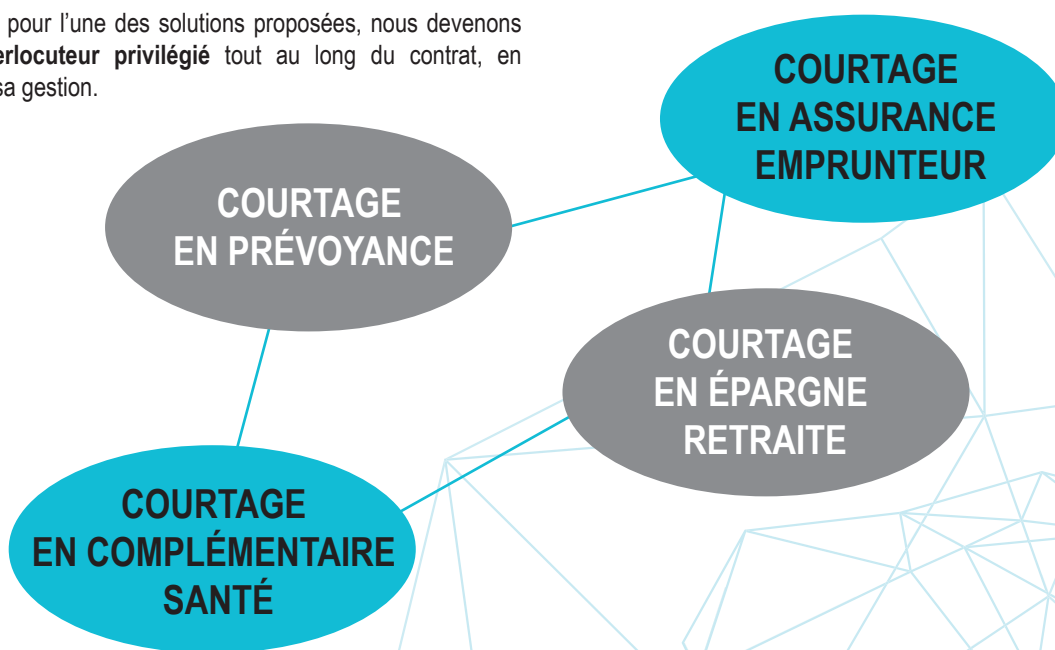 pour l’une des solutions proposées, nous devenons
erlocuteur privilégié tout au long du contrat, en
sa gestion.
COURTAGE
EN ASSURANCE
EMPRUNTEUR
COURTAGE
EN PRÉVOYANCE
COURTAGE
EN ÉPARGNE
RETRAITE
COURTAGE
EN COMPLÉMENTAIRE
SANTÉ